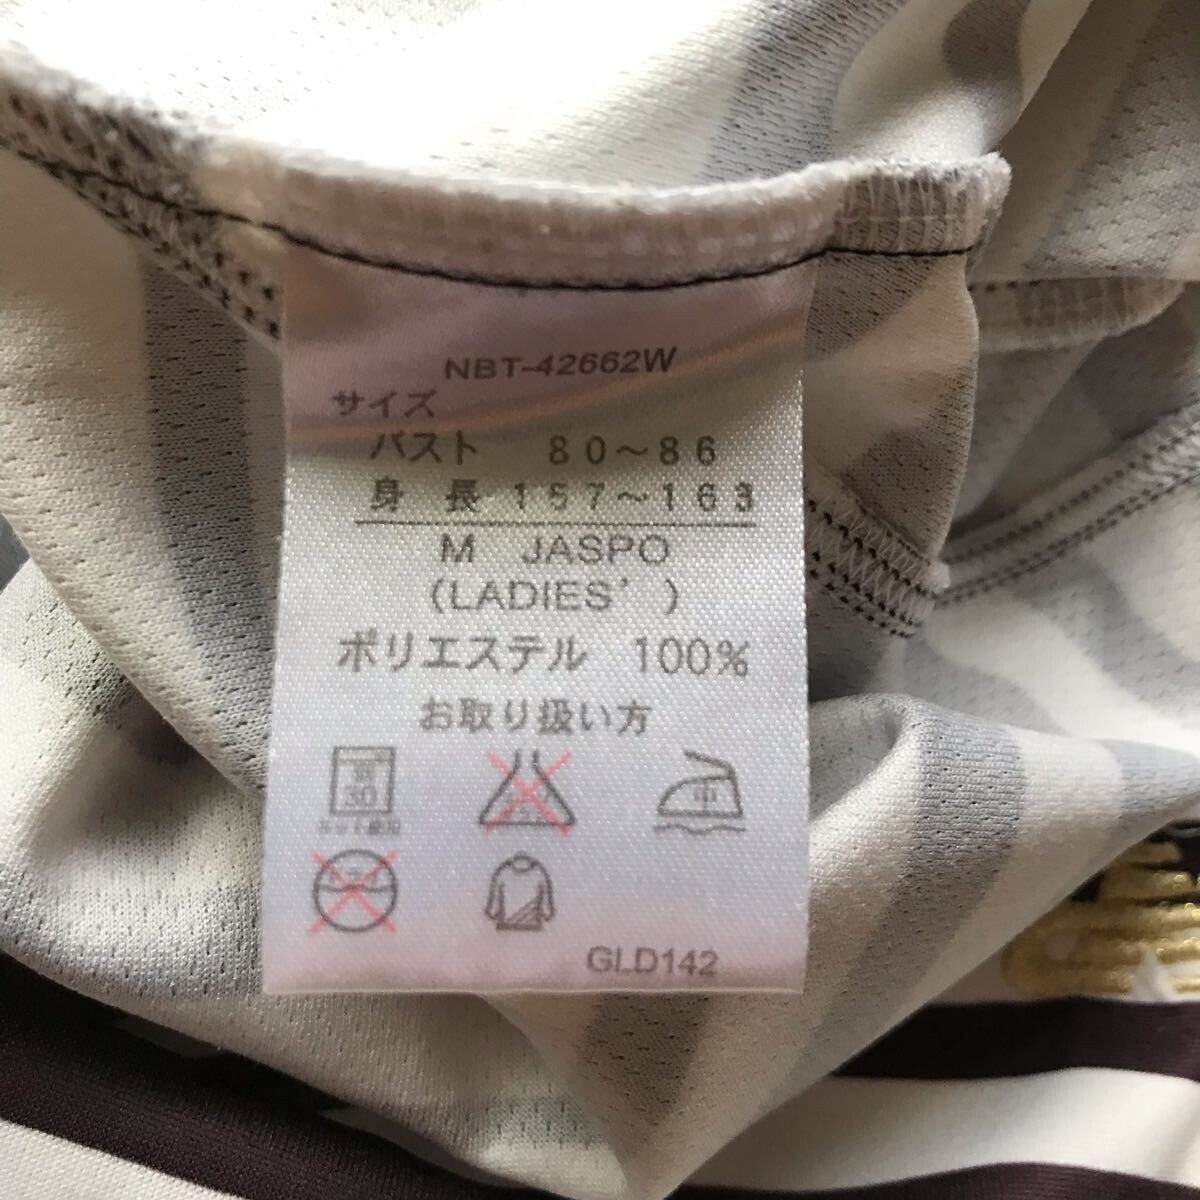 NBT-42662W
サイズ
バスト 80〜86
身 長 157〜163
M JASPO
(LADIES' )
ポリエステル 100%
お取り扱い方
30
中
GLD142